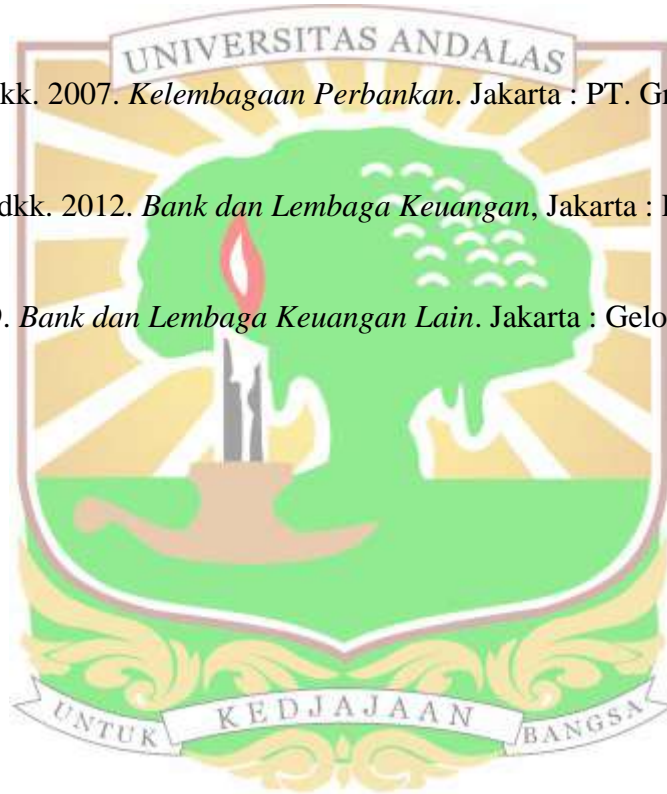 UNIVERSITAS ANDALAS
kk. 2007. Kelembagaan Perbankan. Jakarta : PT. Gr
dkk. 2012. Bank dan Lembaga Keuangan, Jakarta :
. Bank dan Lembaga Keuangan Lain. Jakarta : Gelo
UNTUK KEDJAJAAN BANGSA